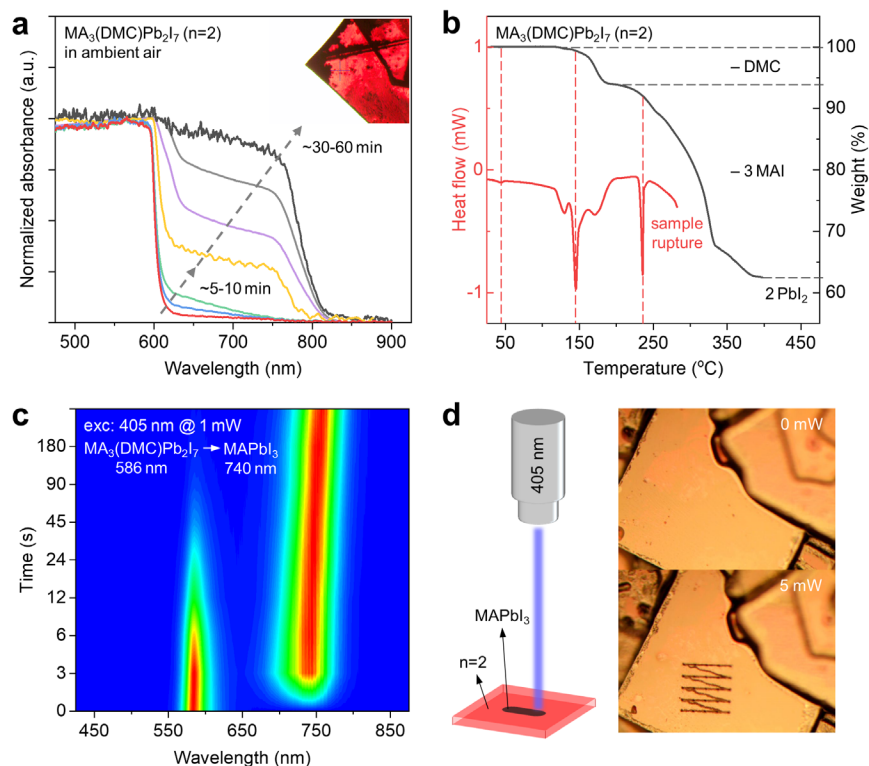 a
MA₃(DMC)Pb₂I₇ (n=2)
in ambient air
~30-60 min
~5-10 min
Normalized absorbance (a.u.)
500 600 700 800 900
Wavelength (nm)
b
MA₃(DMC)Pb₂I₇ (n=2)
1
0
-1
Heat flow (mW)
– DMC
– 3 MAI
sample
rupture
2 PbI₂
100
90
80
70
60
Weight (%)
50 150 250 350 450
Temperature (ºC)
c
exc: 405 nm @ 1 mW
MA₃(DMC)Pb₂I₇ → MAPbI₃
586 nm 740 nm
180
90
45
24
12
6
3
0
Time (s)
450 550 650 750 850
Wavelength (nm)
d
405 nm
MAPbI₃
n=2
0 mW
5 mW